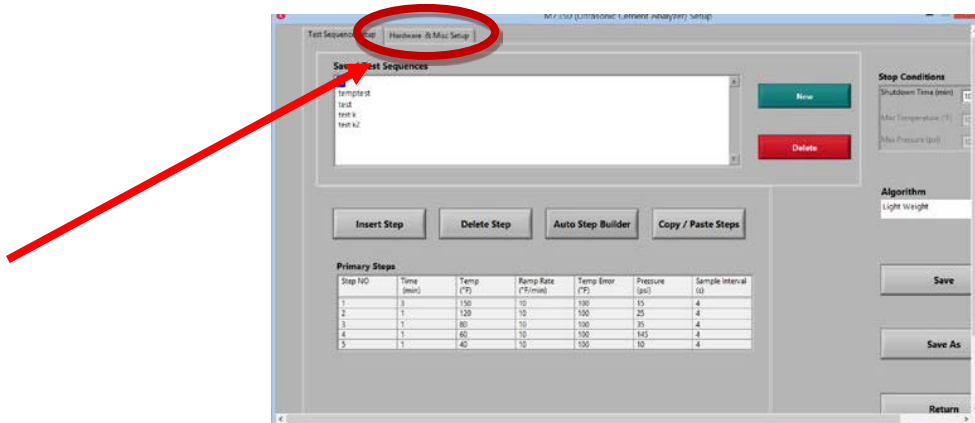 (Ultrasonic Cement Analyzer) Setup
Hardware & Misc Setup
Test Sequences
temptest
test
test k
test k2
New
Delete
Stop Conditions
Shutdown Time (min)
Max Temperature (°F)
Max Pressure (psi)
Algorithm
Light Weight
Insert Step
Delete Step
Auto Step Builder
Copy / Paste Steps
Primary Steps
Step NO Time (min) Temp (°F) Ramp Rate (°F/min) Temp Error (°F) Pressure (psi) Sample Interval (s)
1 3 150 10 100 15 4
2 1 120 10 100 25 4
3 1 80 10 100 35 4
4 1 60 10 100 145 4
5 1 40 10 100 10 4
Save
Save As
Return